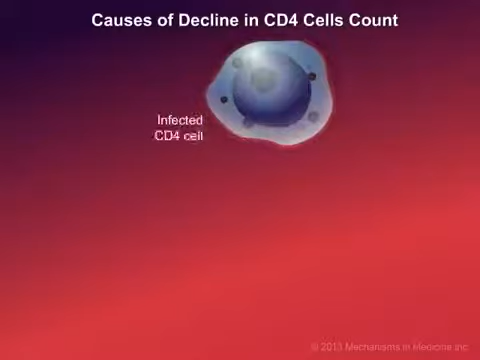 Causes of Decline in CD4 Cells Count
Infected
CD4 cell
© 2013 Mechanisms in Medicine Inc.